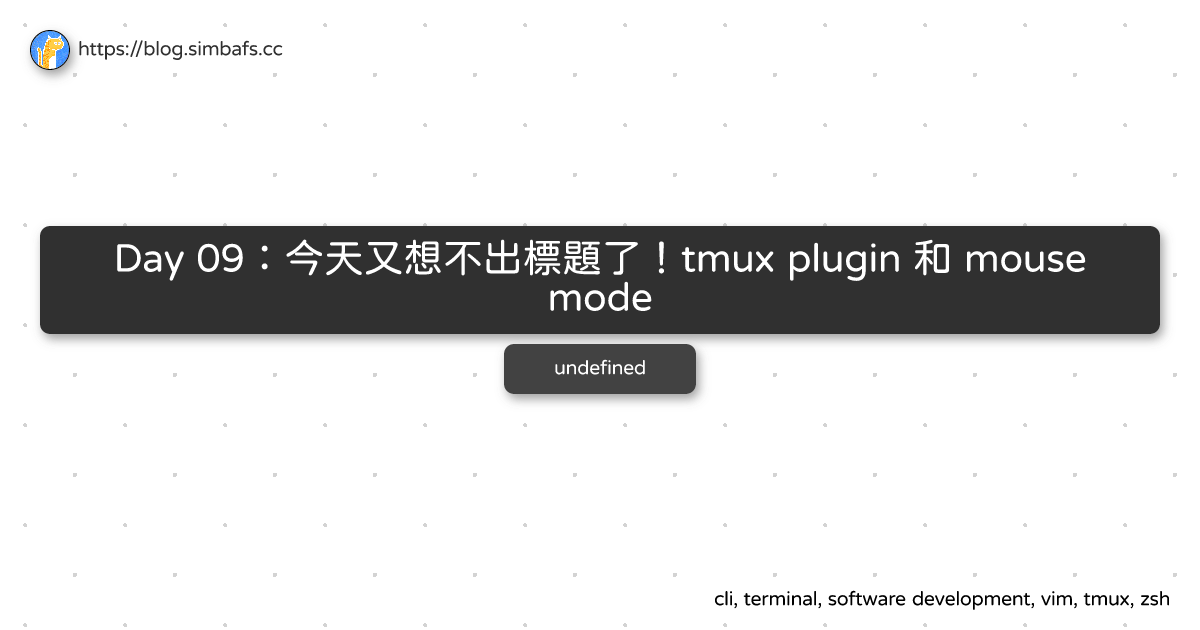 https://blog.simbafs.cc
Day 09：今天又想不出標題了！tmux plugin 和 mouse
mode
undefined
cli, terminal, software development, vim, tmux, zsh